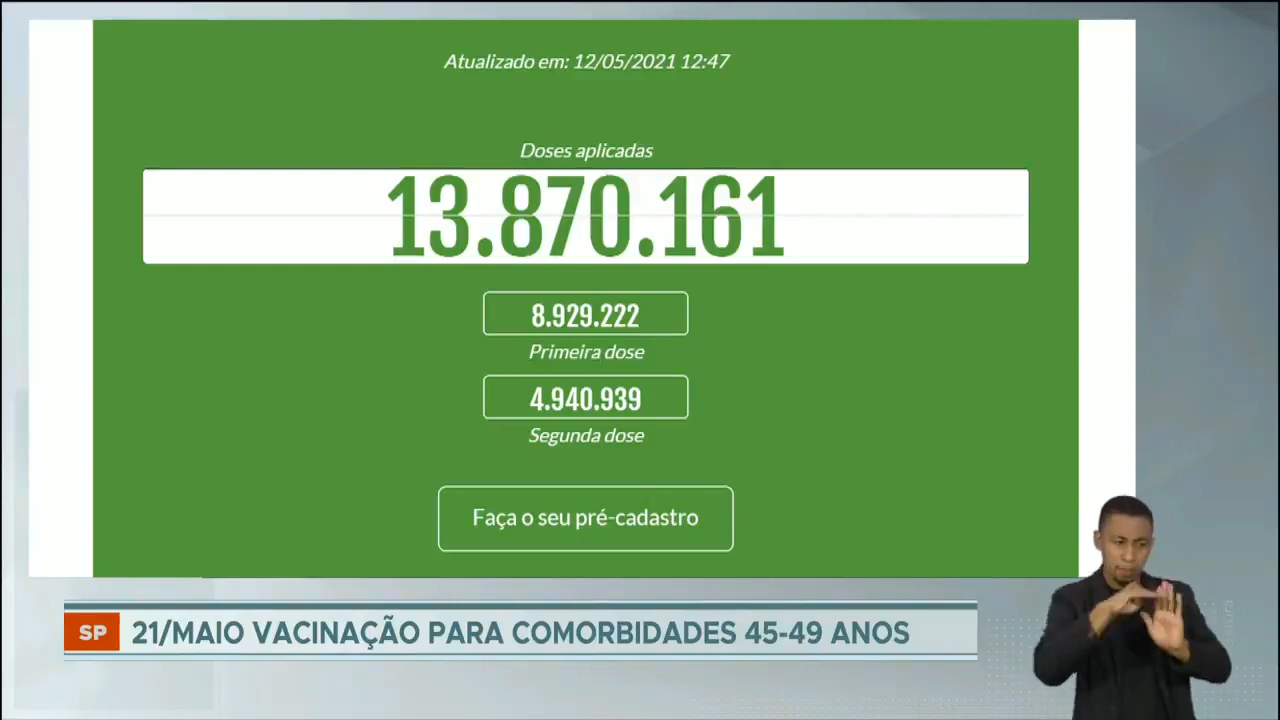 Atualizado em: 12/05/2021 12:47
Doses aplicadas
13.870.161
8.929.222
Primeira dose
4.940.939
Segunda dose
Faça o seu pré-cadastro
SP 21/MAIO VACINAÇÃO PARA COMORBIDADES 45-49 ANOS